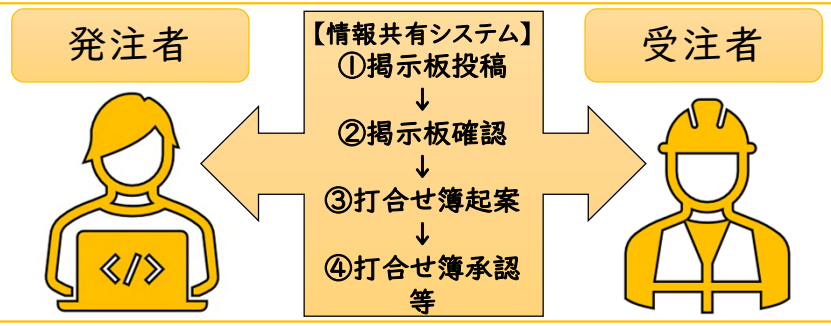 発注者
【情報共有システム】
①掲示板投稿
↓
②掲示板確認
↓
③打合せ簿起案
↓
④打合せ簿承認
等
受注者
</>